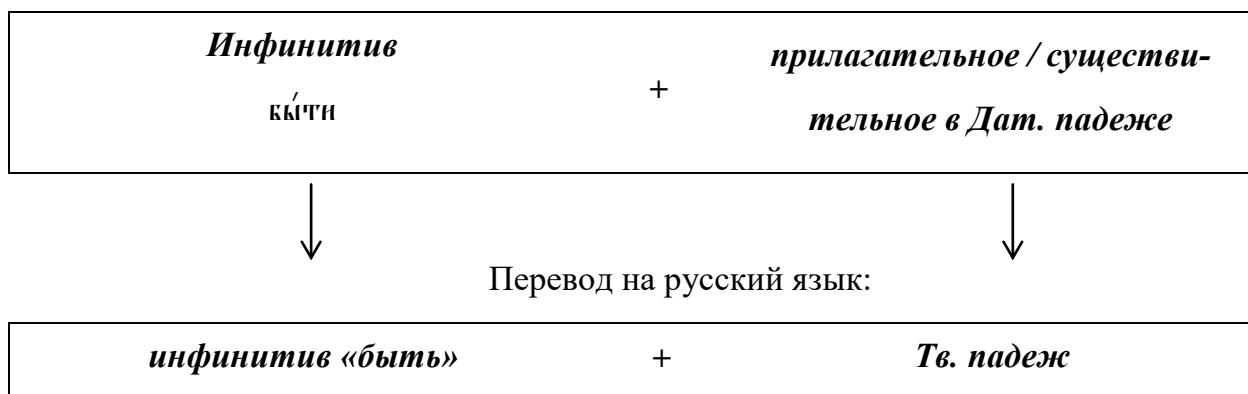 Инфинитив
бы́ти
+
прилагательное / существи-
тельное в Дат. падеже
Перевод на русский язык:
инфинитив «быть» + Тв. падеж